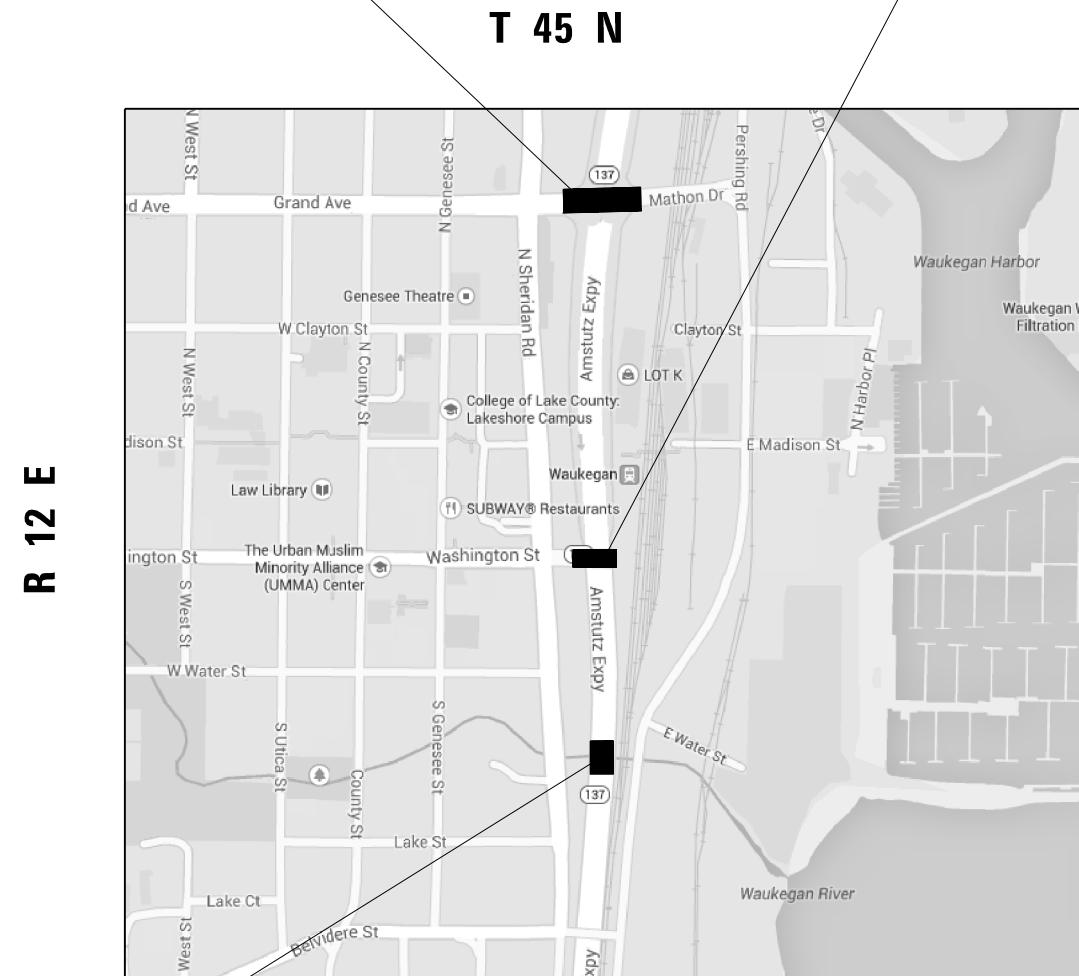 T 45 N
R 12 E
N West St
N Genesee St
Pershing Rd
e Dr
137
d Ave
Grand Ave
Mathon Dr
N Sheridan Rd
Waukegan Harbor
Amstutz Expy
Genesee Theatre
Waukegan W
Filtration
W Clayton St
Clayton St
N West St
N County St
N Harbor Pl
LOT K
College of Lake County:
Lakeshore Campus
dison St
E Madison St
Waukegan
Law Library
SUBWAY® Restaurants
ington St
The Urban Muslim
Minority Alliance
(UMMA) Center
Washington St
S West St
Amstutz Expy
W Water St
S Genesee St
S Utica St
E Water St
County St
137
Lake St
Waukegan River
Lake Ct
West St
Belvidere St
xpy